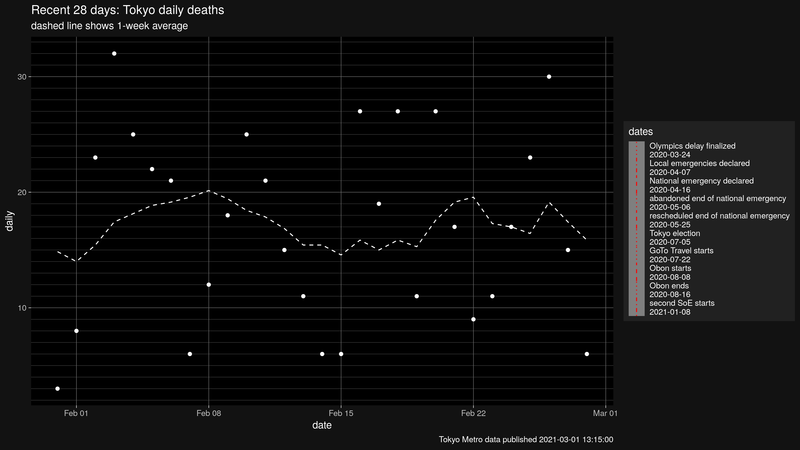 Recent 28 days: Tokyo daily deaths
dashed line shows 1-week average
30
20
10
daily
Feb 01
Feb 08
Feb 15
Feb 22
Mar 01
date
dates
Olympics delay finalized
2020-03-24
Local emergencies declared
2020-04-07
National emergency declared
2020-04-16
abandoned end of national emergency
2020-05-06
rescheduled end of national emergency
2020-05-25
Tokyo election
2020-07-05
GoTo Travel starts
2020-07-22
Obon starts
2020-08-08
Obon ends
2020-08-16
second SoE starts
2021-01-08
Tokyo Metro data published 2021-03-01 13:15:00